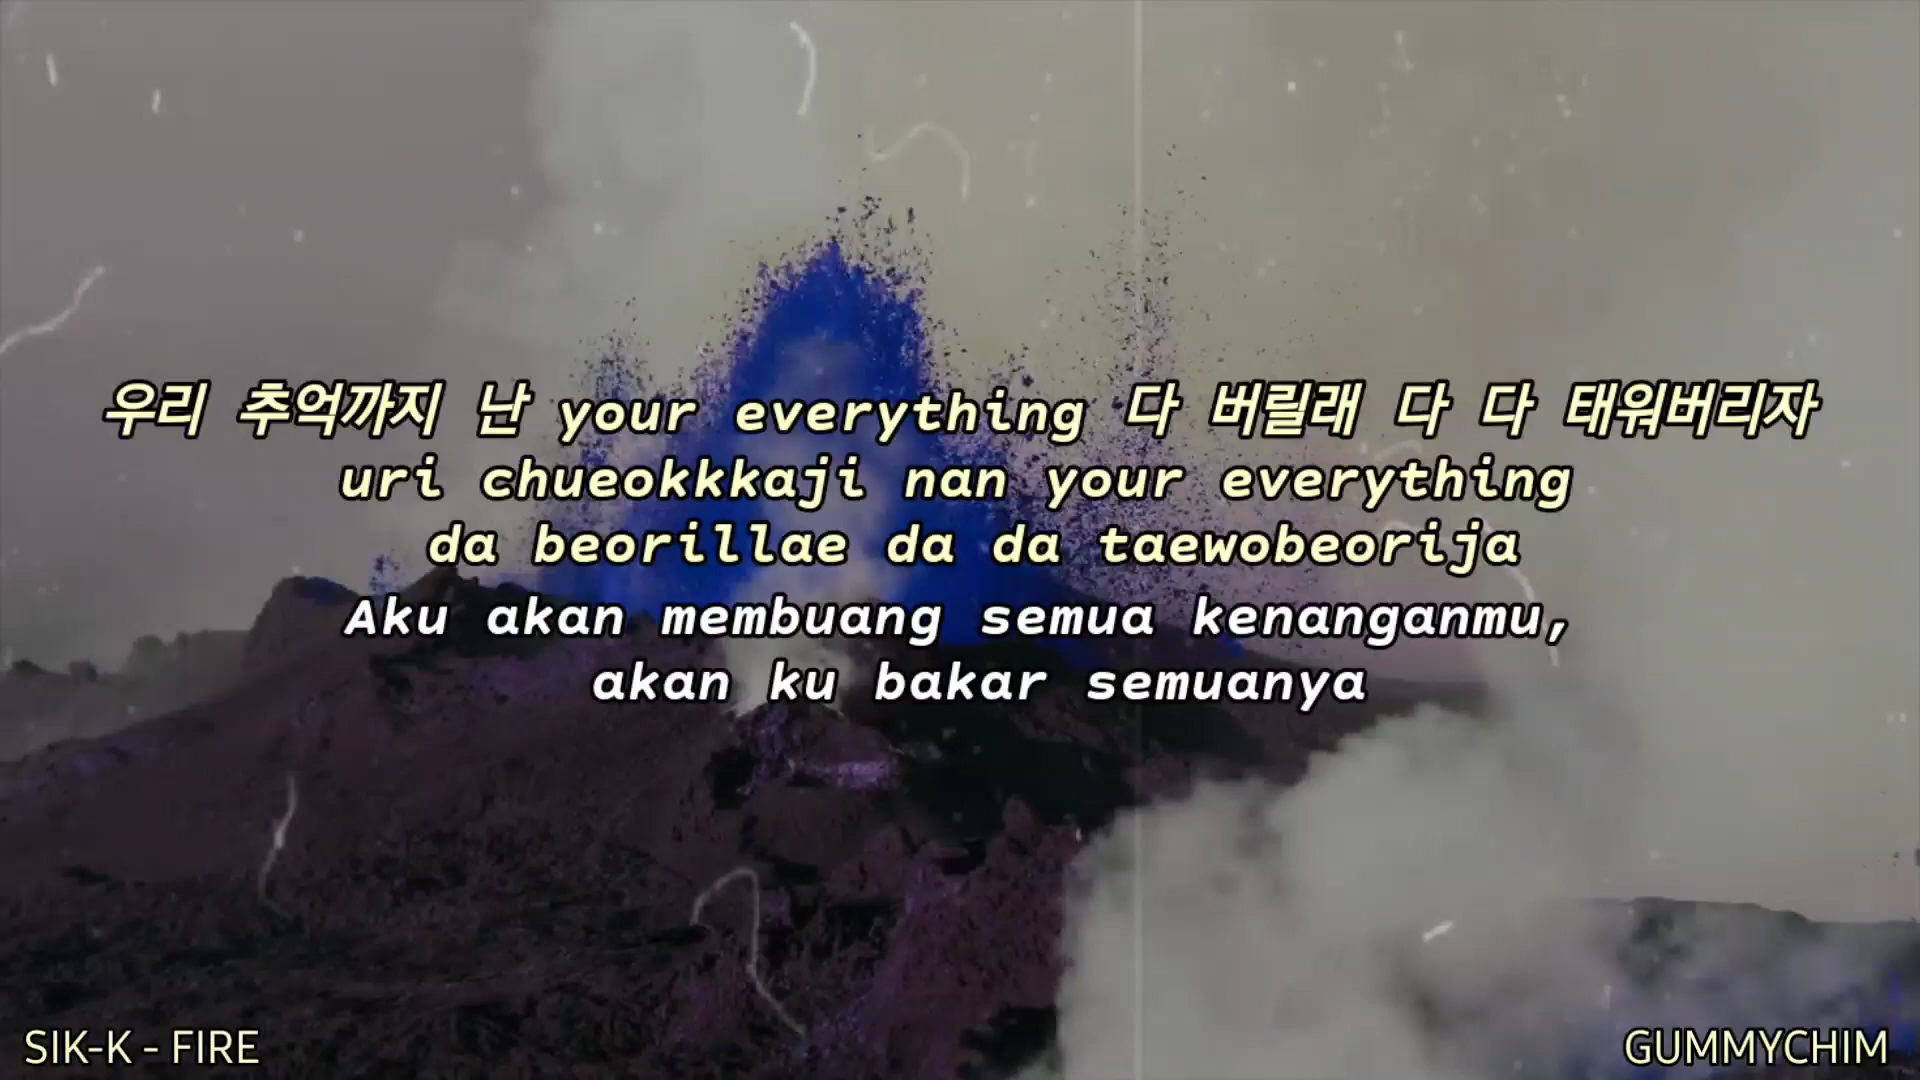 우리 추억까지 난 your everything 다 버릴래 다 다 태워버리자
uri chueokkkaji nan your everything
da beorillae da da taewobeorija
Aku akan membuang semua kenanganmu,
akan ku bakar semuanya
SIK-K - FIRE
GUMMYCHIM